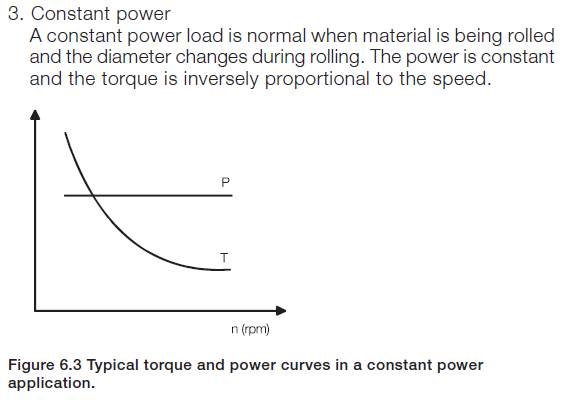 3. Constant power
A constant power load is normal when material is being rolled
and the diameter changes during rolling. The power is constant
and the torque is inversely proportional to the speed.
P
T
n (rpm)
Figure 6.3 Typical torque and power curves in a constant power
application.